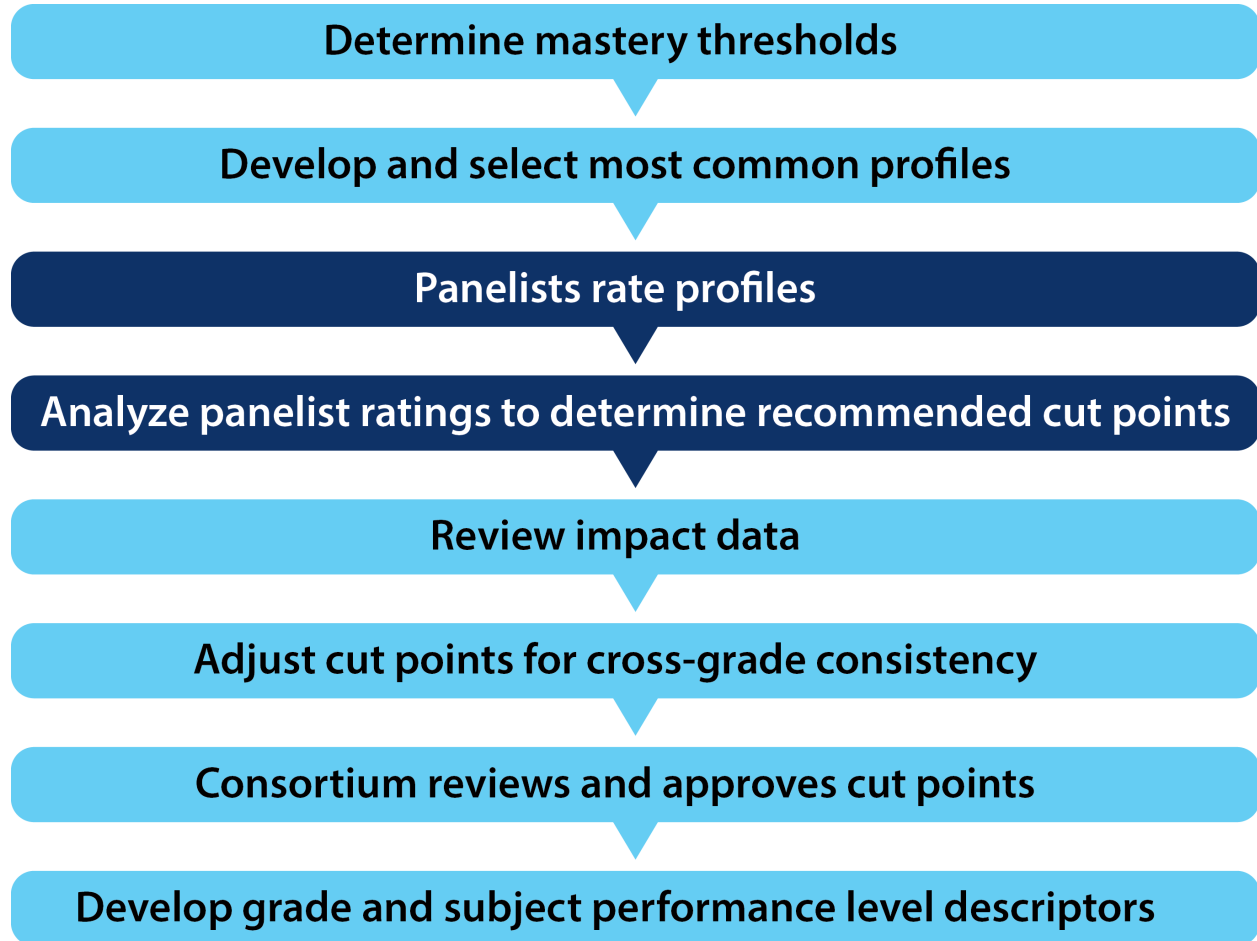 Determine mastery thresholds
Develop and select most common profiles
Panelists rate profiles
Analyze panelist ratings to determine recommended cut points
Review impact data
Adjust cut points for cross-grade consistency
Consortium reviews and approves cut points
Develop grade and subject performance level descriptors